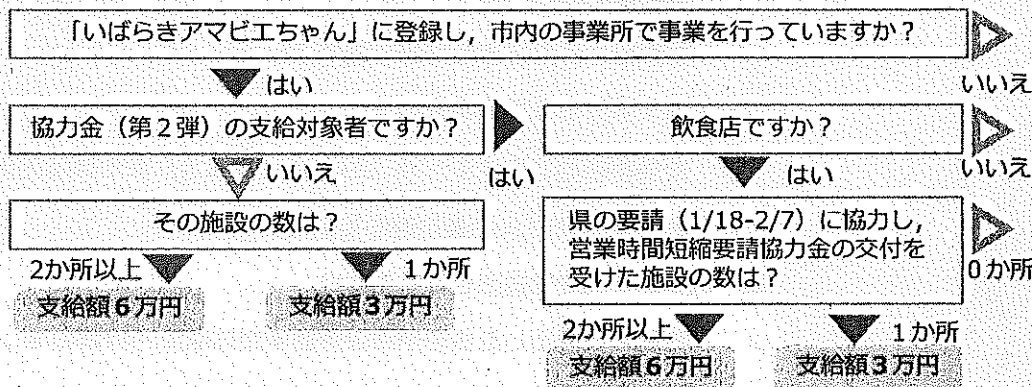 「いばらきアマビエちゃん」に登録し，市内の事業所で事業を行っていますか？
はい
いいえ
協力金（第２弾）の支給対象者ですか？
飲食店ですか？
いいえ
はい
はい
いいえ
その施設の数は？
県の要請（1/18-2/7）に協力し，
営業時間短縮要請協力金の交付を
受けた施設の数は？
0か所
2か所以上
1か所
支給額６万円
支給額３万円
2か所以上
1か所
支給額６万円
支給額３万円